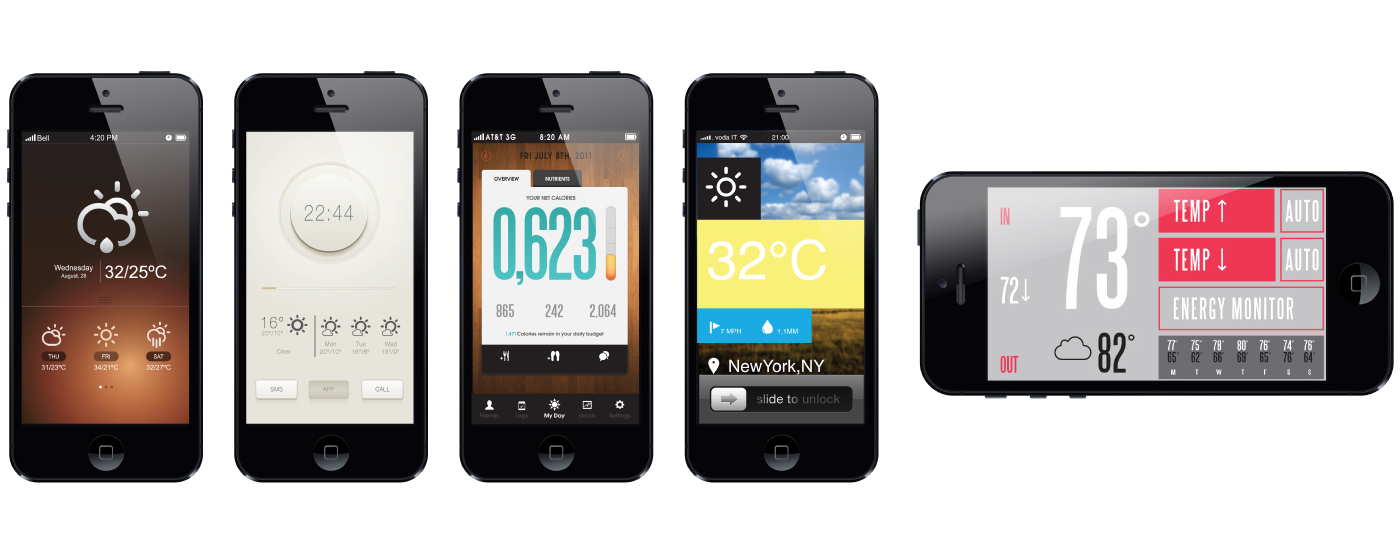 Bell 4:20 PM
Wednesday
August, 28
32/25ºC
THU FRI SAT
31/23ºC 34/21ºC 32/27ºC
22:44
16°
20°/10°
Clear
Mon Tue Wed
20°/10° 18°/8° 18°/9°
SMS APP CALL
AT&T 3G 8:20 AM
FRI JULY 8TH, 2011
OVERVIEW NUTRIENTS
YOUR NET CALORIES
0,623
865 242 2,064
1,471 Calories remain in your daily budget
Friends Logs My Day Goals Settings
voda IT 21:00
32°C
7 MPH 1.1MM
NewYork,NY
slide to unlock
IN
73°
72↓
OUT
82°
TEMP ↑ AUTO
TEMP ↓ AUTO
ENERGY MONITOR
77° 75° 78° 80° 76° 74° 76°
65° 62° 66° 69° 65° 76° 64°
M T W T F S S